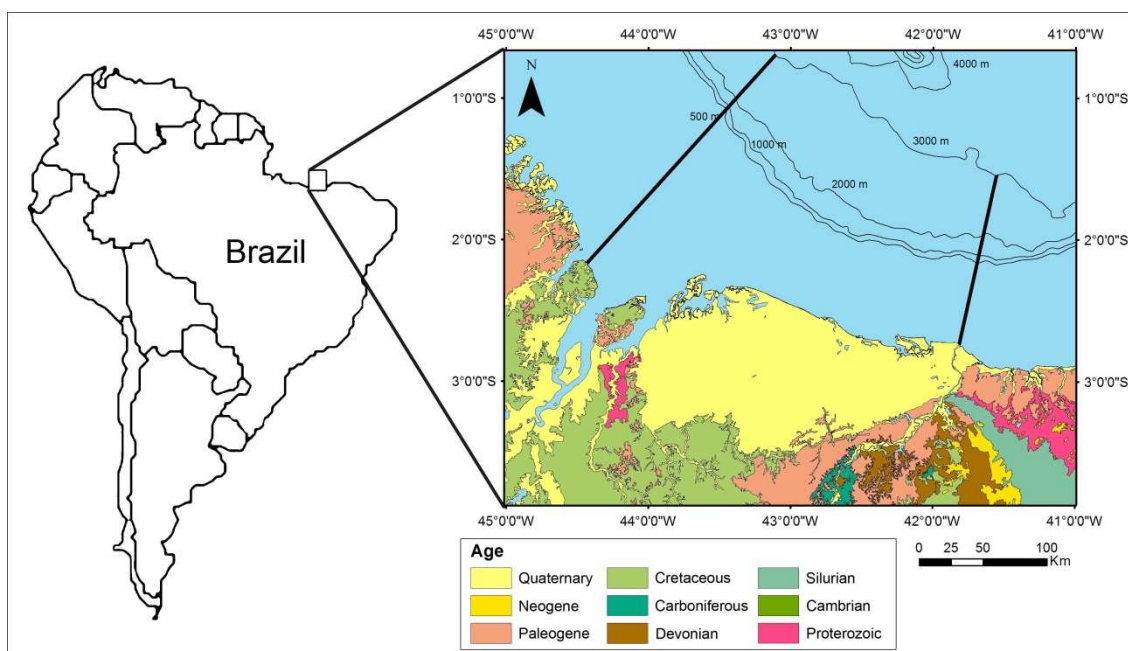 45°0'0"W 44°0'0"W 43°0'0"W 42°0'0"W 41°0'0"W
N
4000 m
1°0'0"S
1°0'0"S
500 m
1000 m
3000 m
2000 m
2°0'0"S
2°0'0"S
Brazil
3°0'0"S
3°0'0"S
45°0'0"W 44°0'0"W 43°0'0"W 42°0'0"W 41°0'0"W
0 25 50 100
Km
Age
Quaternary Cretaceous Silurian
Neogene Carboniferous Cambrian
Paleogene Devonian Proterozoic